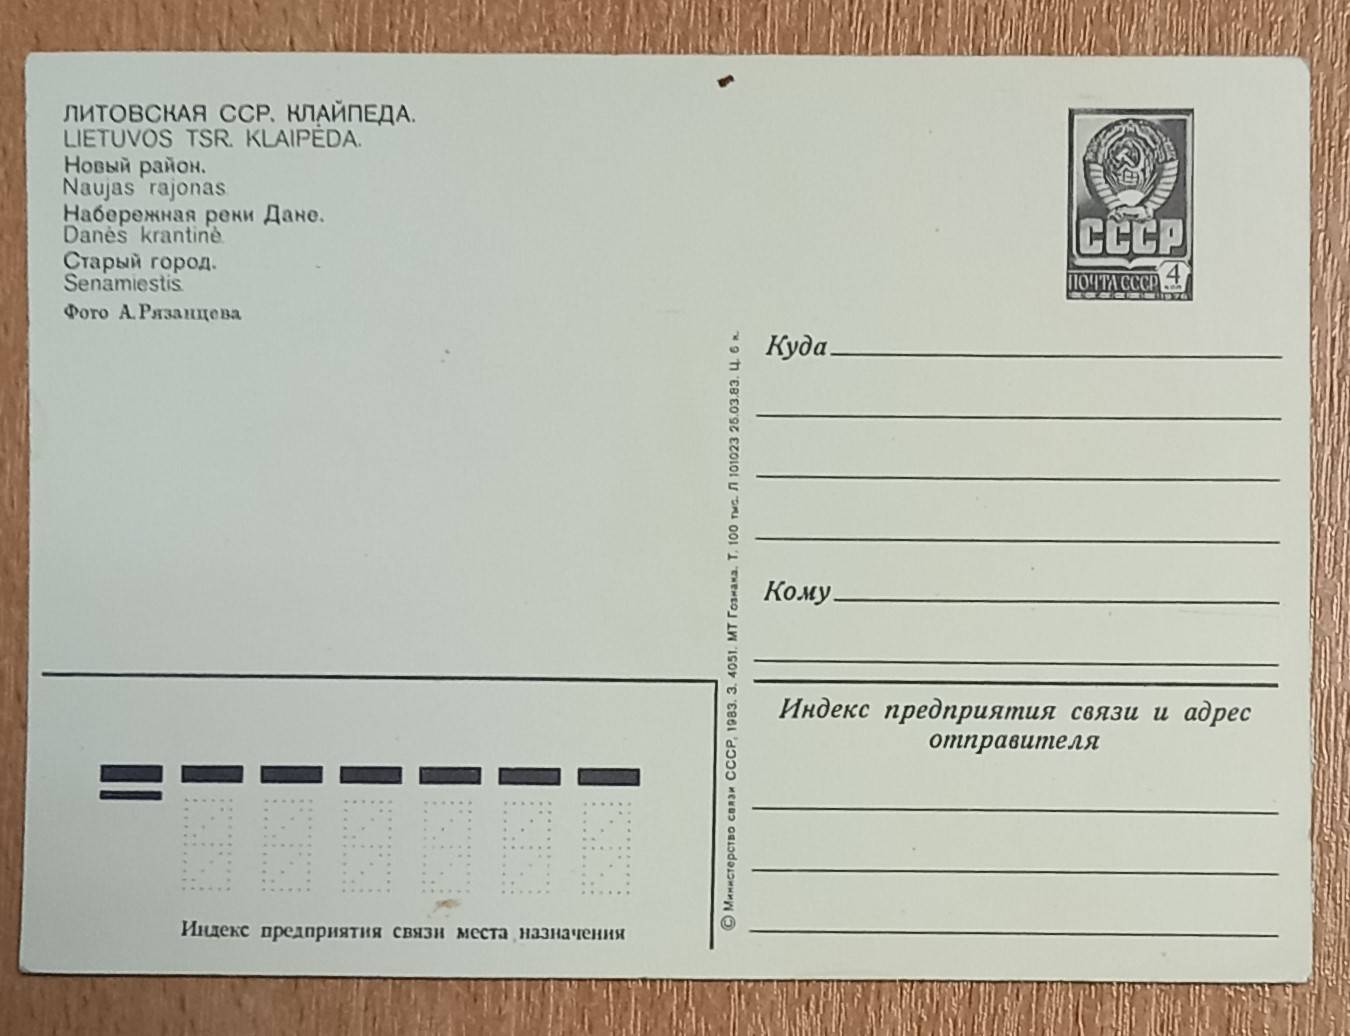 ЛИТОВСКАЯ ССР. КЛАЙПЕДА.
LIETUVOS TSR. KLAIPĖDA.
Новый район.
Naujas rajonas.
Набережная реки Дане.
Danės krantinė.
Старый город.
Senamiestis.
Фото А.Рязанцева
СССР
ПОЧТА СССР 4
коп
Куда
Кому
Индекс предприятия связи и адрес
отправителя
© Министерство связи СССР, 1983. З. 4051. МТ Гознака. Т. 100 тыс. Л 101023 25.03.83. Ц. 6 к.
Индекс предприятия связи места назначения